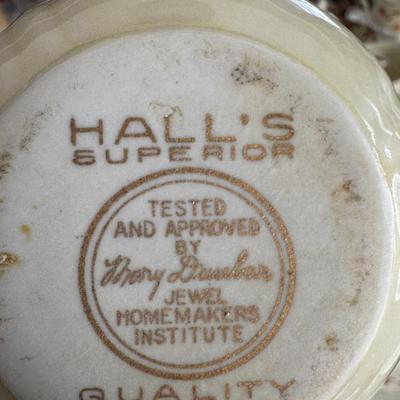 HALL'S
SUPERIOR
TESTED
AND APPROVED
BY
Mary Dunbar
JEWEL
HOMEMAKERS
INSTITUTE
QUALITY